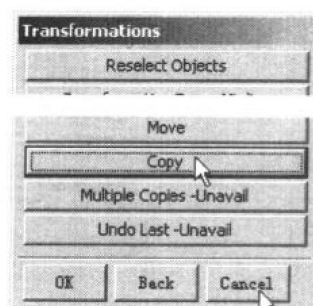 Transformations
Reselect Objects
Move
Copy
Multiple Copies -Unavail
Undo Last -Unavail
OK Back Cancel